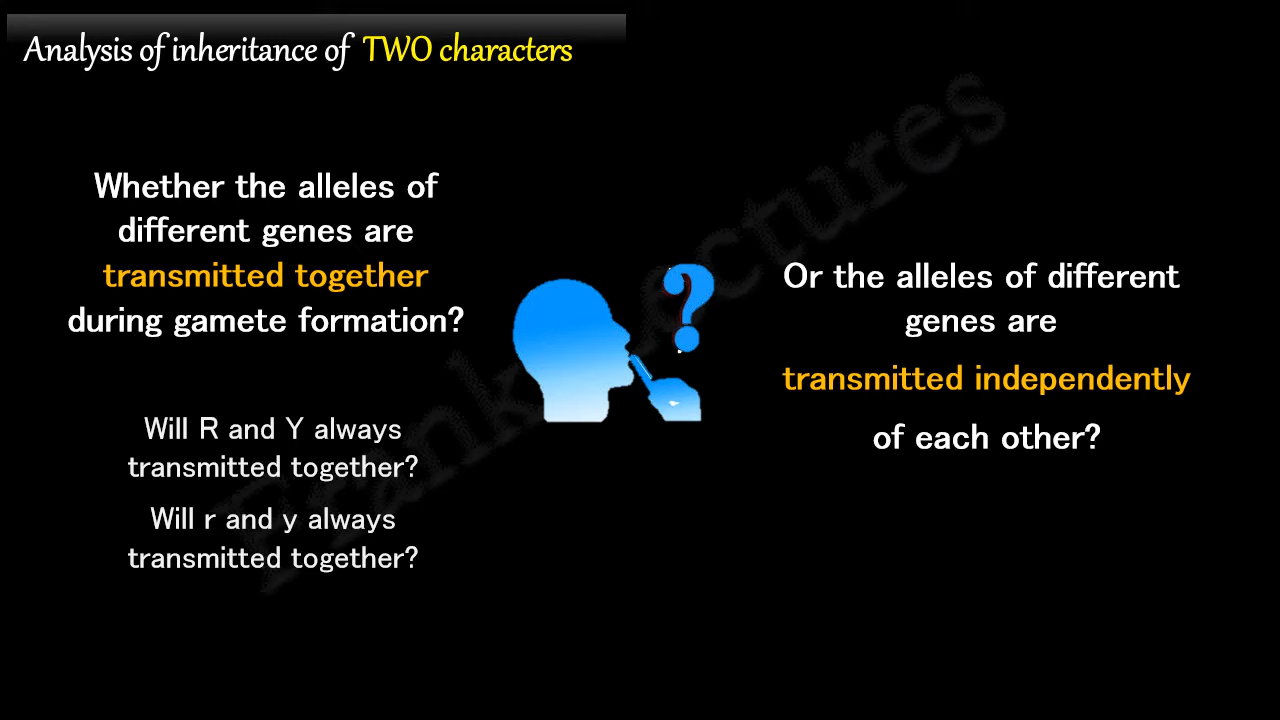 Analysis of inheritance of TWO characters
Whether the alleles of
different genes are
transmitted together
during gamete formation?
Will R and Y always
transmitted together?
Will r and y always
transmitted together?
?
Or the alleles of different
genes are
transmitted independently
of each other?
Frank Lectures